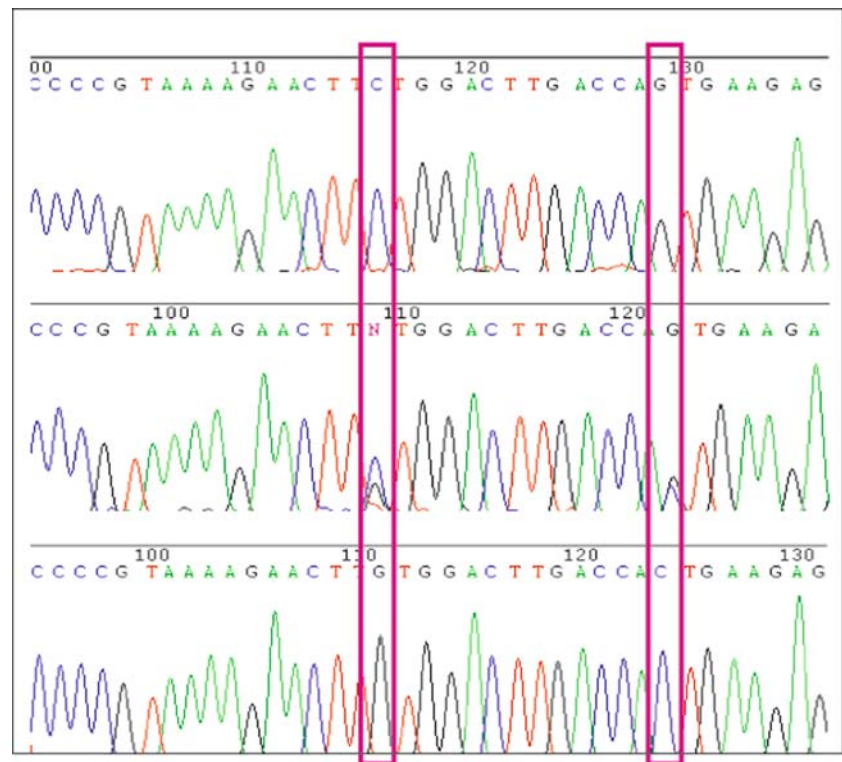 00 110 120 130
CCCCGTAAAAGAACTTCTGGACTTGACCAGTGAAGAG
100 110 120
CCCGTAAAAGAACTTNTGGACTTGACCAGTGAAGA
100 110 120 130
CCCCGTAAAAGAACTTGTGGACTTGACCACTGAAGAG